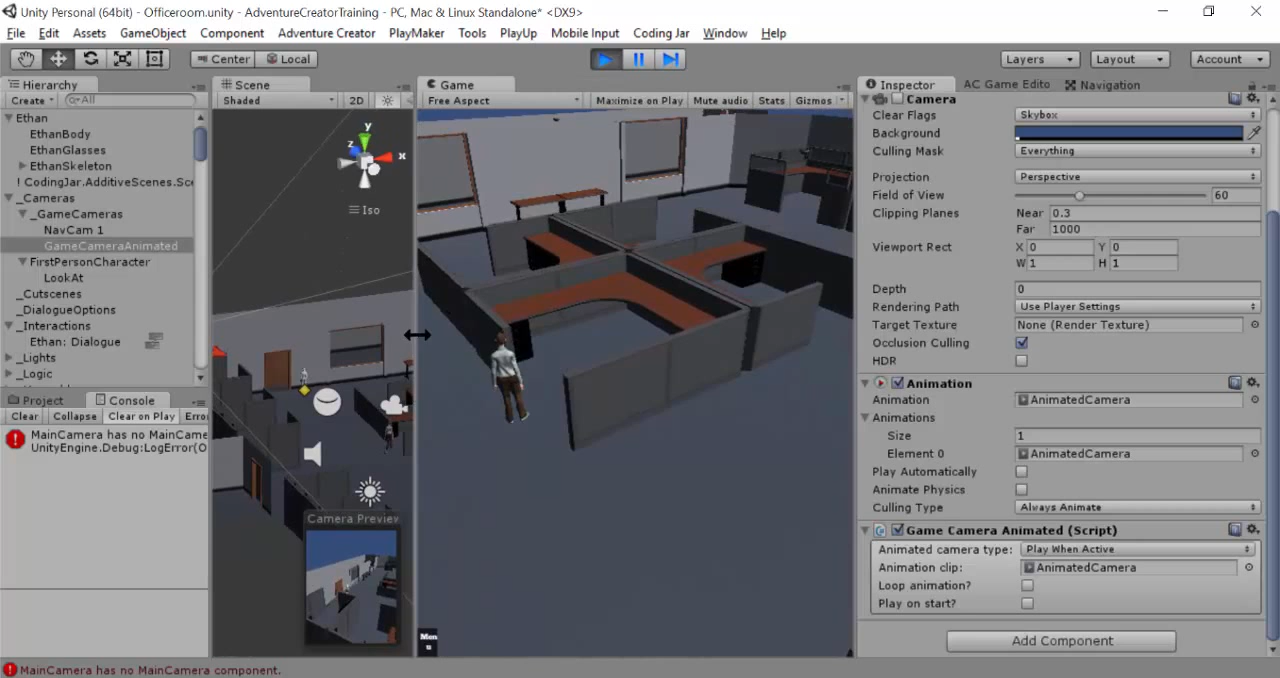 Unity Personal (64bit) - Officeroom.unity - AdventureCreatorTraining - PC, Mac & Linux Standalone* <DX9>
File Edit Assets GameObject Component Adventure Creator PlayMaker Tools PlayUp Mobile Input Coding Jar Window Help
Center Local Layers Layout Account
Hierarchy
Create All
Ethan
EthanBody
EthanGlasses
EthanSkeleton
! CodingJar.AdditiveScenes.Sce
_Cameras
_GameCameras
NavCam 1
GameCameraAnimated
FirstPersonCharacter
LookAt
_Cutscenes
_DialogueOptions
_Interactions
Ethan: Dialogue
_Lights
_Logic
Project Console
Clear Collapse Clear on Play Erro
MainCamera has no MainCame
UnityEngine.Debug:LogError(O
Scene
Shaded 2D
y
z
x
Iso
Camera Preview
Game
Free Aspect Maximize on Play Mute audio Stats Gizmos
Men
u
Inspector AC Game Edito Navigation
Camera
Clear Flags Skybox
Background
Culling Mask Everything
Projection Perspective
Field of View 60
Clipping Planes Near 0.3
Far 1000
Viewport Rect X 0 Y 0
W 1 H 1
Depth 0
Rendering Path Use Player Settings
Target Texture None (Render Texture)
Occlusion Culling
HDR
Animation
Animation AnimatedCamera
Animations
Size 1
Element 0 AnimatedCamera
Play Automatically
Animate Physics
Culling Type Always Animate
Game Camera Animated (Script)
Animated camera type: Play When Active
Animation clip: AnimatedCamera
Loop animation?
Play on start?
Add Component
MainCamera has no MainCamera component.